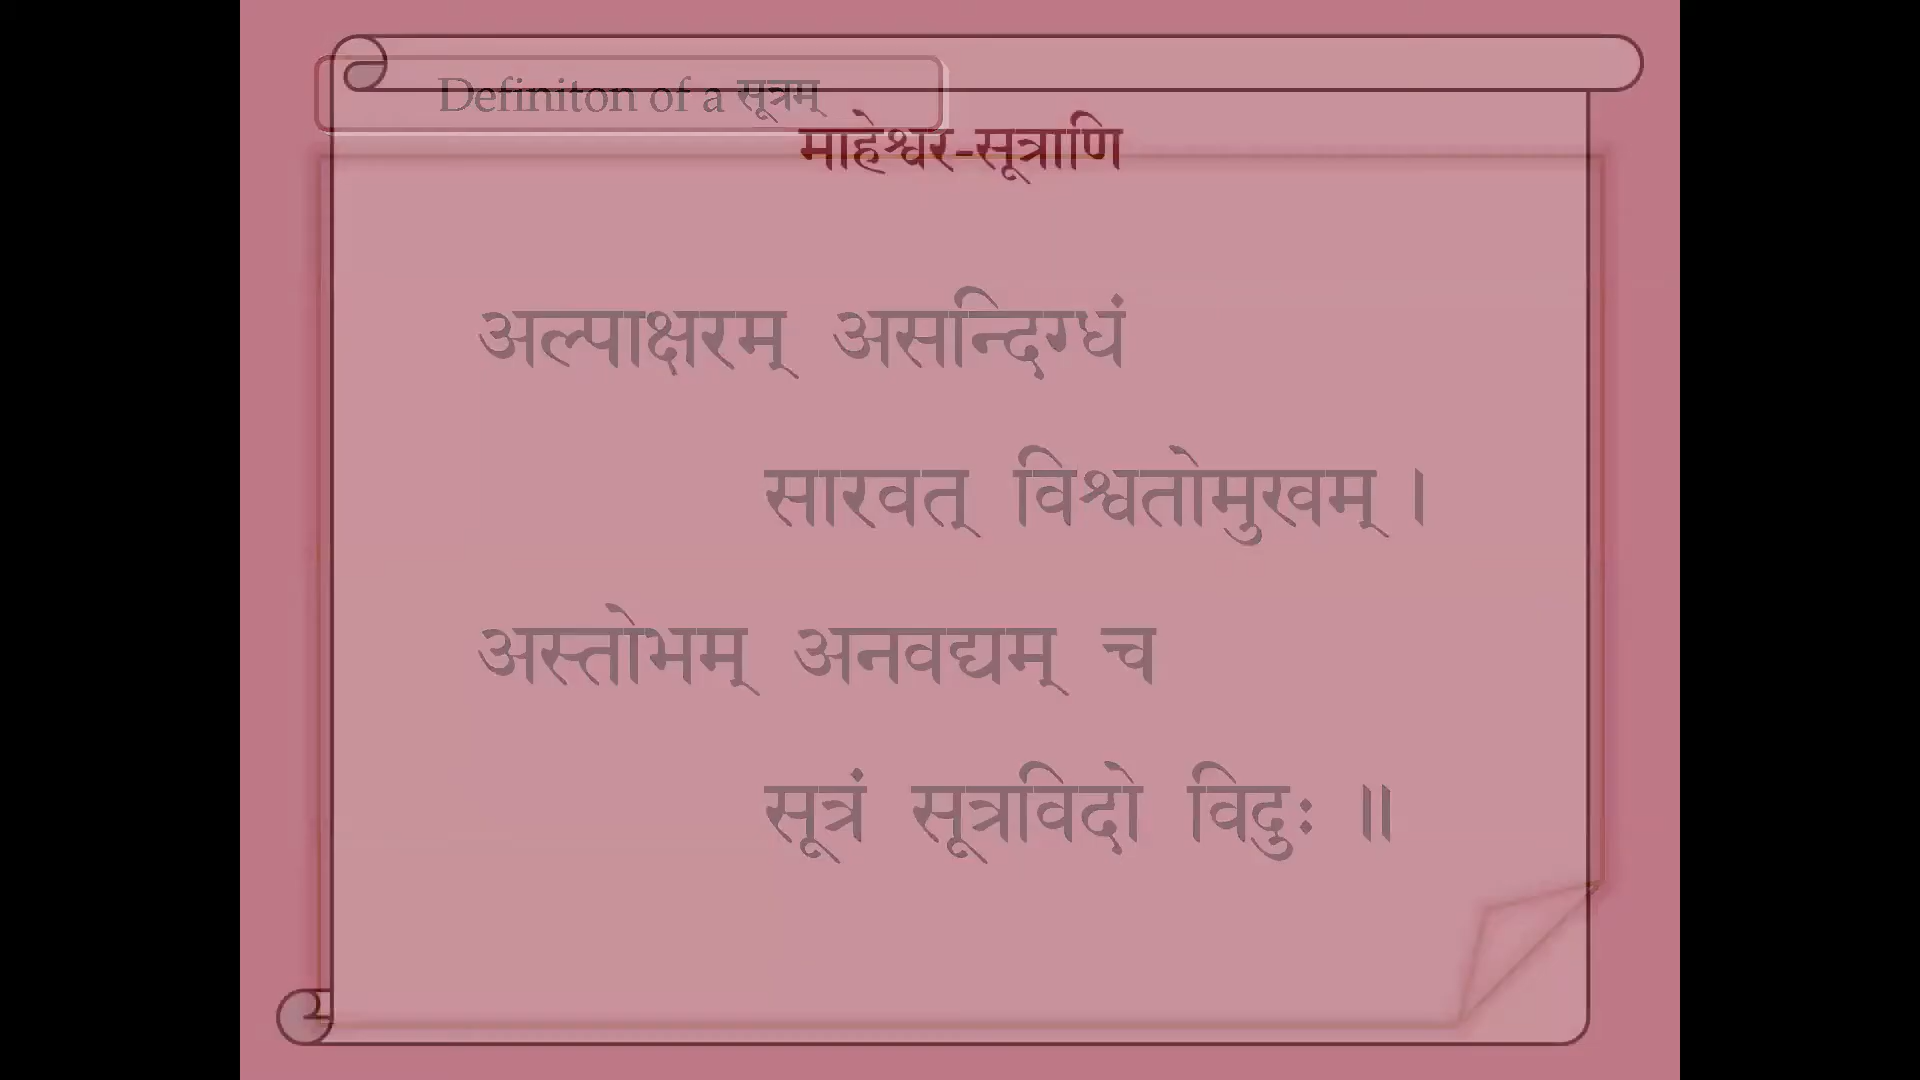 Definiton of a सूत्रम्
माहेश्वर-सूत्राणि
अल्पाक्षरम् असन्दिग्धं
सारवत् विश्वतोमुखम् ।
अस्तोभम् अनवद्यम् च
सूत्रं सूत्रविदो विदुः ॥